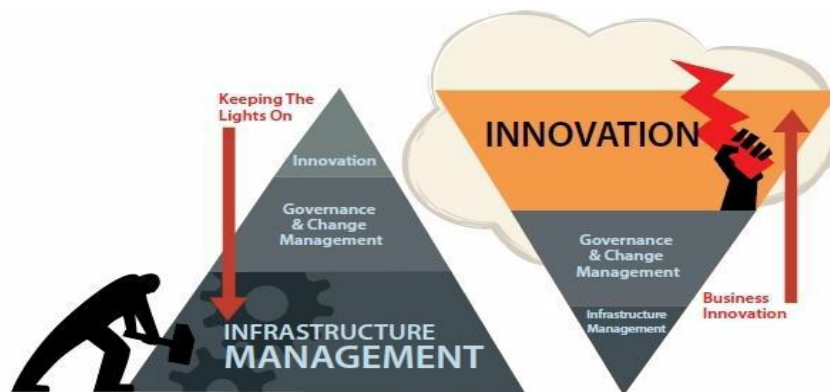 Keeping The
Lights On
Innovation
Governance
& Change
Management
INFRASTRUCTURE
MANAGEMENT
INNOVATION
Governance
& Change
Management
Infrastructure
Management
Business
Innovation